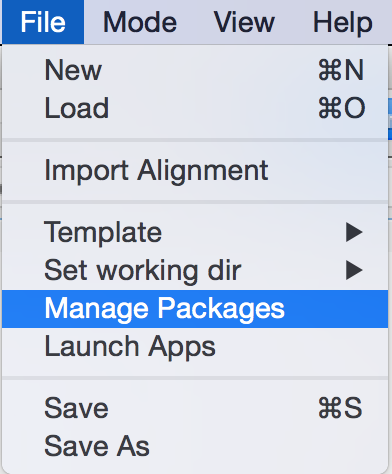 File Mode View Help
New ⌘N
Load ⌘O
Import Alignment
Template ▶
Set working dir ▶
Manage Packages
Launch Apps
Save ⌘S
Save As